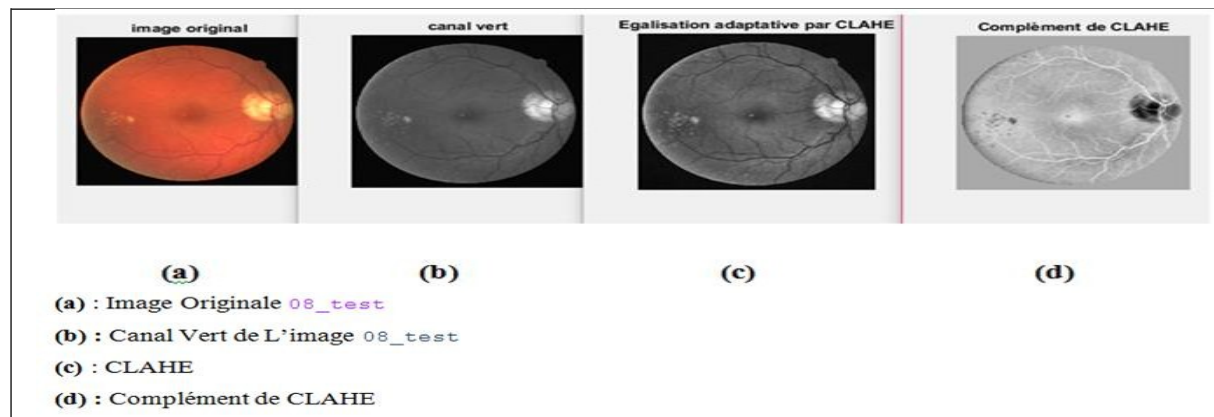 image original
canal vert
Egalisation adaptative par CLAHE
Complèment de CLAHE
(a)
(b)
(c)
(d)
(a) : Image Originale 08_test
(b) : Canal Vert de L’image 08_test
(c) : CLAHE
(d) : Complément de CLAHE